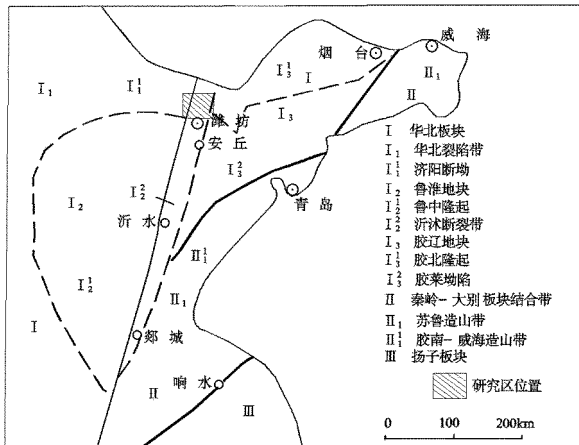 威 海
烟 台
I₃¹
I
II₁
II
I₁
I₁¹
I₃
潍 坊
安 丘
I₃²
I₂
I₂²
青 岛
沂 水
II₁¹
I₂¹
II₁
I
郯 城
响 水
II
III
I 华北板块
I₁ 华北裂陷带
I₁¹ 济阳断坳
I₂ 鲁淮地块
I₂¹ 鲁中隆起
I₂² 沂沭断裂带
I₃ 胶辽地块
I₃¹ 胶北隆起
I₃² 胶莱坳陷
II 秦岭-大别板块结合带
II₁ 苏鲁造山带
II₁¹ 胶南-威海造山带
III 扬子板块
研究区位置
0 100 200km